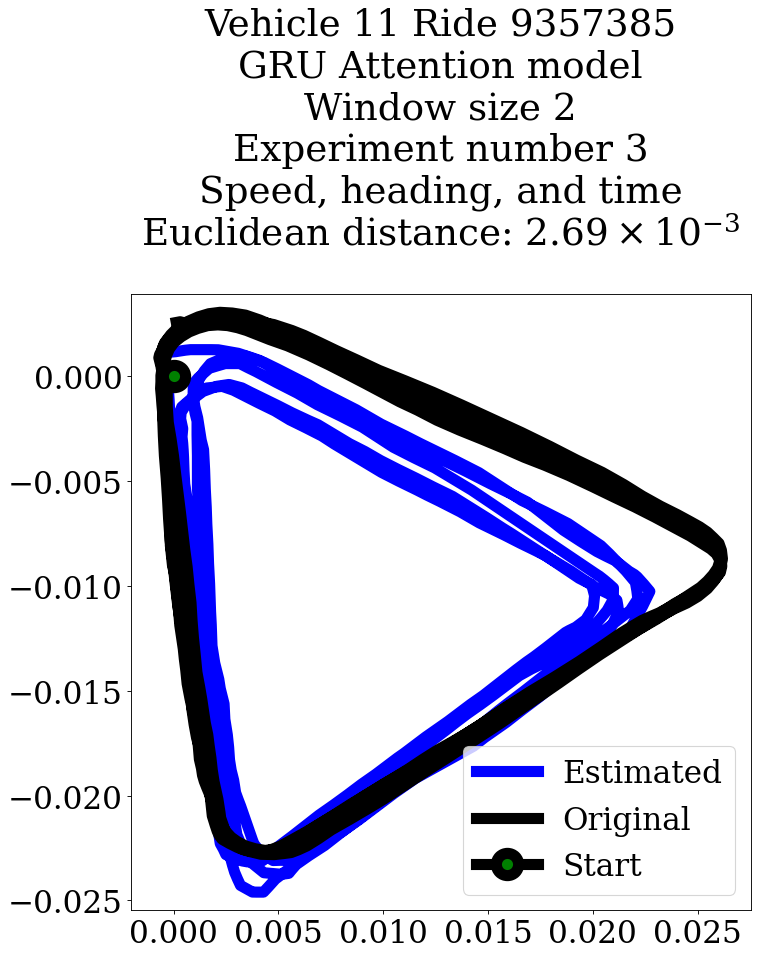 Vehicle 11 Ride 9357385
GRU Attention model
Window size 2
Experiment number 3
Speed, heading, and time
Euclidean distance: 2.69 × 10⁻³
0.000
−0.005
−0.010
−0.015
−0.020
−0.025
Estimated
Original
Start
0.000 0.005 0.010 0.015 0.020 0.025